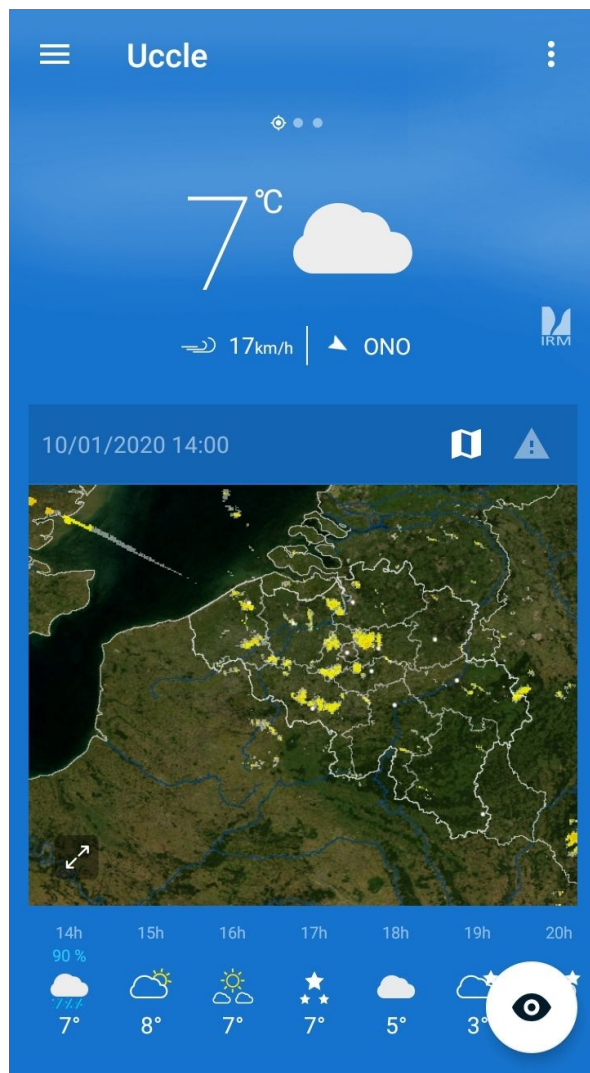 Uccle
7°C
17km/h ONO
IRM
10/01/2020 14:00
14h 15h 16h 17h 18h 19h 20h
90 %
7° 8° 7° 7° 5° 3°